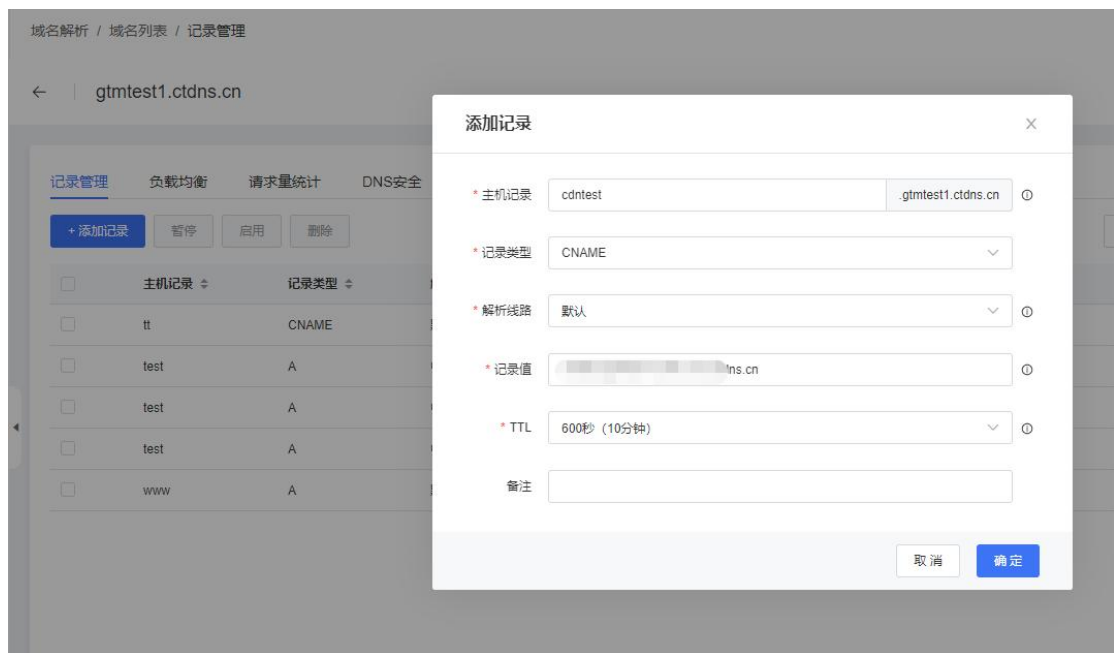 域名解析 / 域名列表 / 记录管理
← gtmtest1.ctdns.cn
记录管理 负载均衡 请求量统计 DNS安全
+ 添加记录 暂停 启用 删除
主机记录 记录类型
tt CNAME
test A
test A
test A
www A
添加记录
* 主机记录 cdntest .gtmtest1.ctdns.cn
* 记录类型 CNAME
* 解析线路 默认
* 记录值 ns.cn
* TTL 600秒（10分钟）
备注
取消 确定